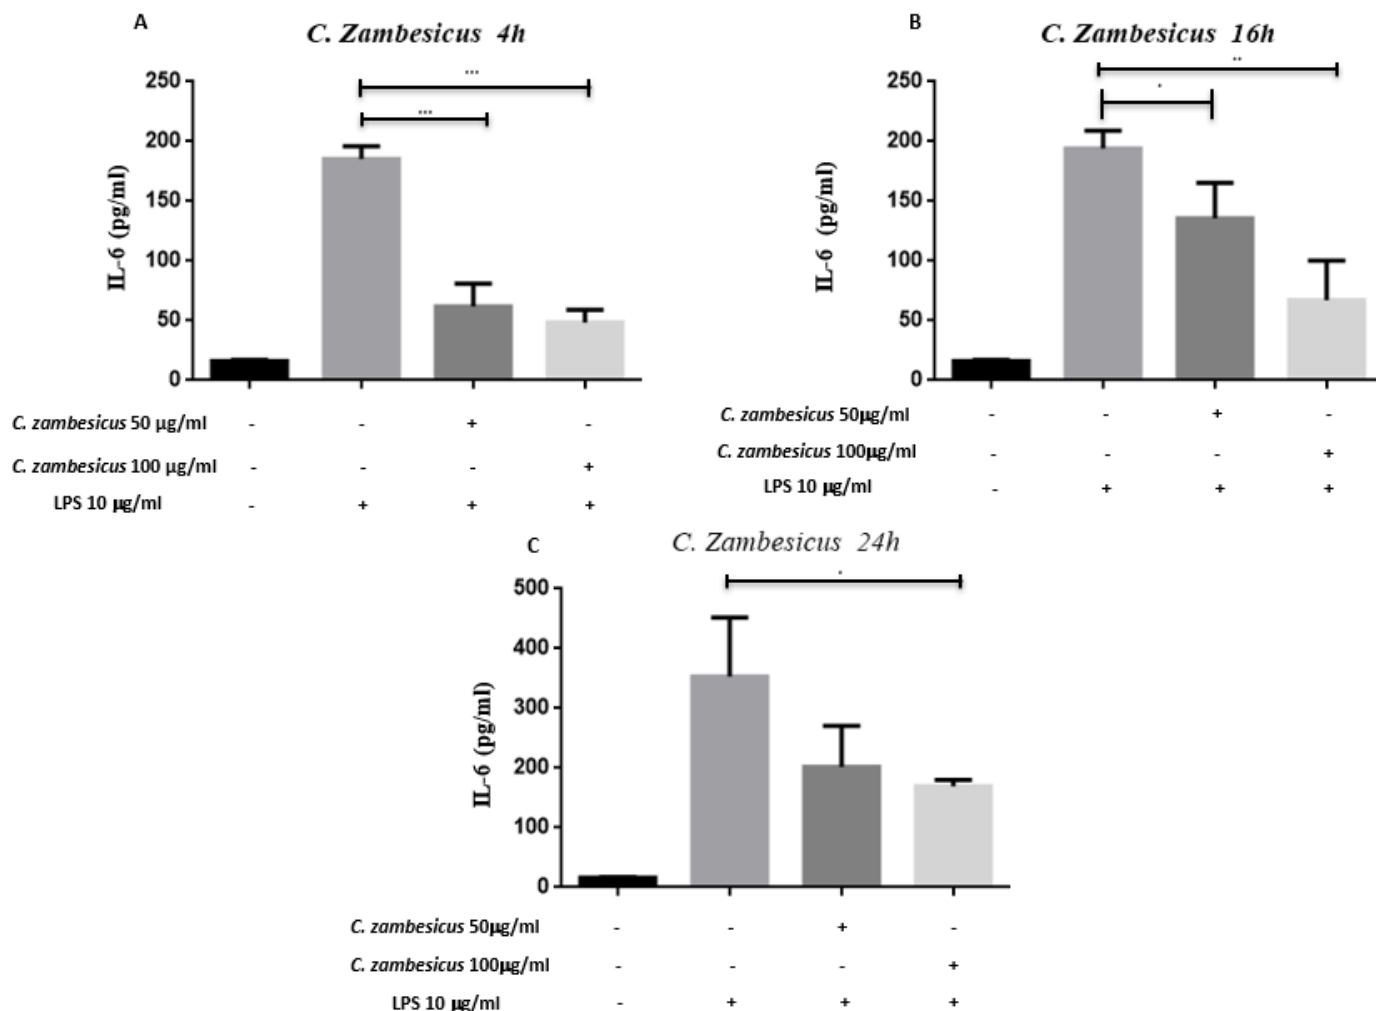 A
C. Zambesicus 4h
***
***
250
200
150
100
50
0
IL-6 (pg/ml)
C. zambesicus 50 µg/ml - - + -
C. zambesicus 100 µg/ml - - - +
LPS 10 µg/ml - + + +
B
C. Zambesicus 16h
**
*
250
200
150
100
50
0
IL-6 (pg/ml)
C. zambesicus 50µg/ml - - + -
C. zambesicus 100µg/ml - - - +
LPS 10 µg/ml - + + +
C
C. Zambesicus 24h
*
500
400
300
200
100
0
IL-6 (pg/ml)
C. zambesicus 50µg/ml - - + -
C. zambesicus 100µg/ml - - - +
LPS 10 µg/ml - + + +